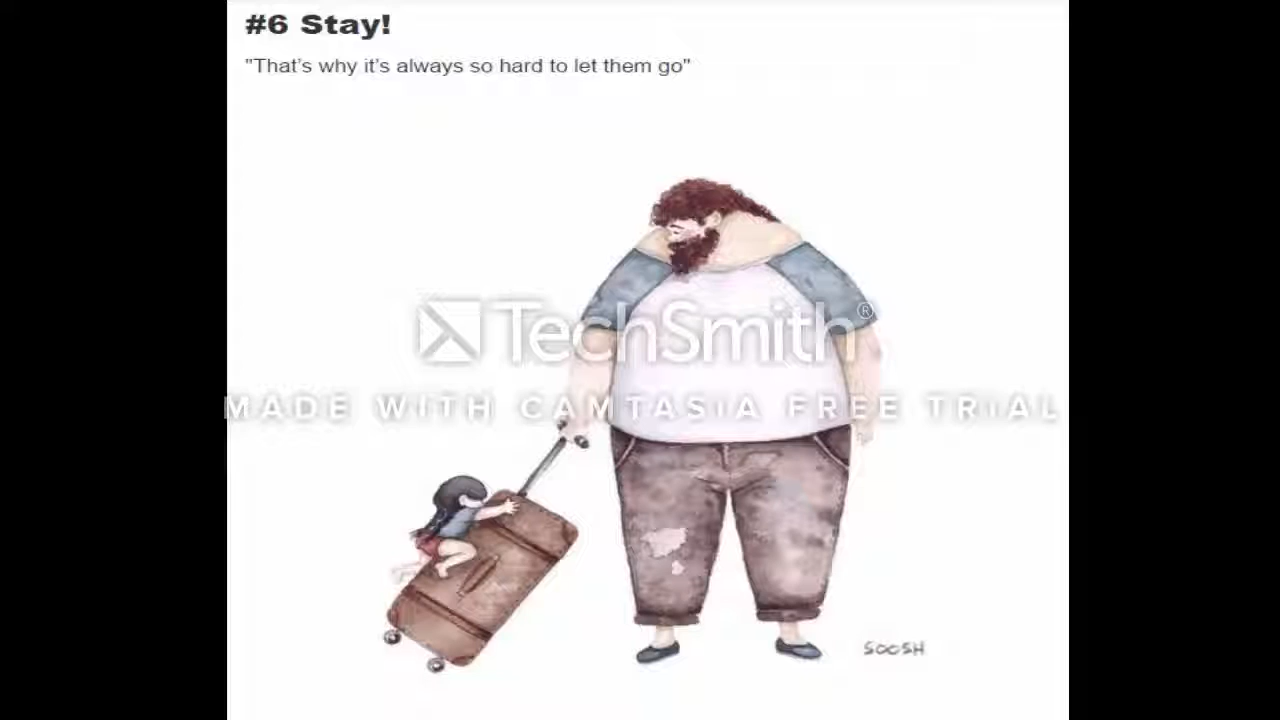 #6 Stay!
"That's why it's always so hard to let them go"
TechSmith®
MADE WITH CAMTASIA FREE TRIAL
SOOSH